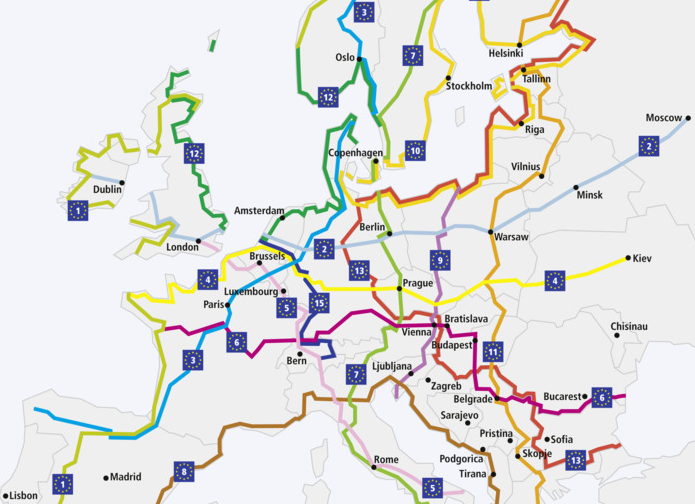 3
Oslo
7
Helsinki
Stockholm
Tallinn
12
Riga
Moscow
2
Copenhagen
10
12
Vilnius
Dublin
Minsk
1
Amsterdam
Berlin
Warsaw
London
2
Brussels
9
Kiev
13
4
4
Luxembourg
Prague
Paris
5
15
Bratislava
Chisinau
Vienna
6
Budapest
11
Bern
3
Ljubljana
7
Zagreb
Belgrade
Bucarest
6
Sarajevo
Pristina
Sofia
Skopje
Rome
Podgorica
13
8
Madrid
Tirana
1
5
Lisbon